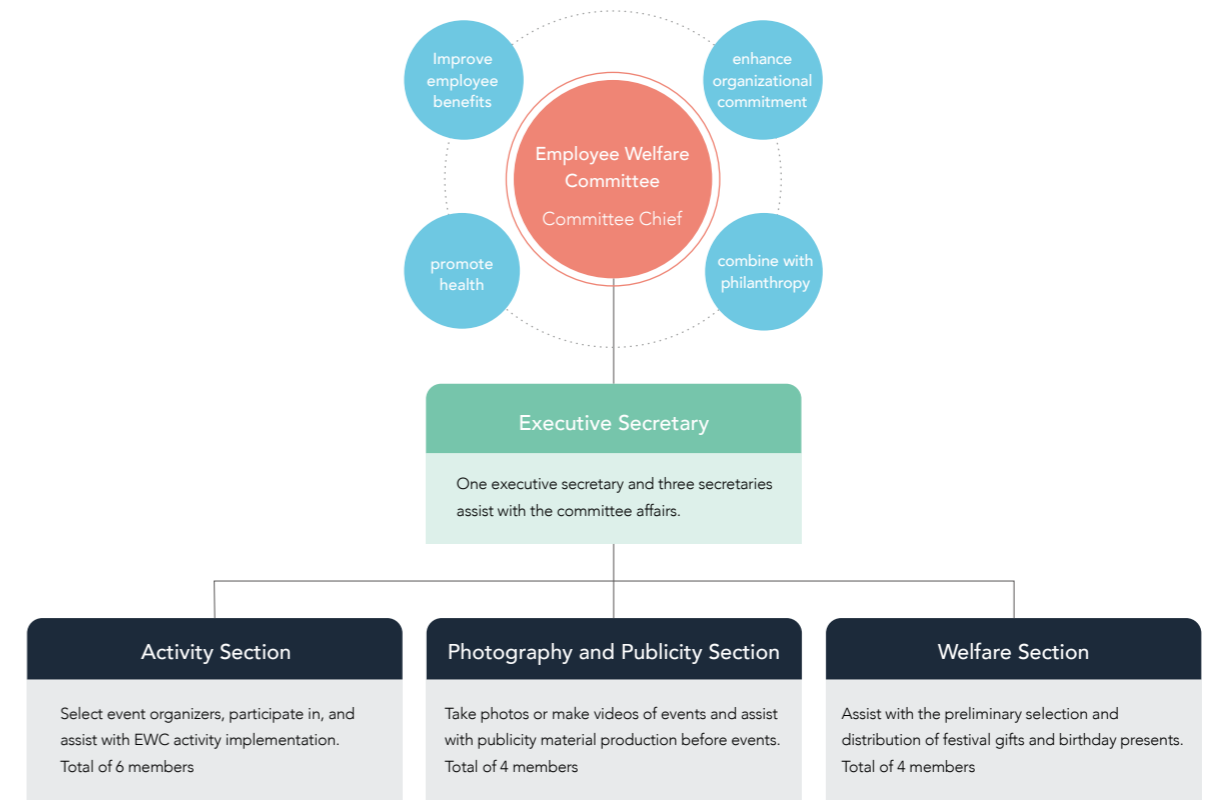 Improve
employee
benefits
enhance
organizational
commitment
Employee Welfare
Committee
Committee Chief
promote
health
combine with
philanthropy
Executive Secretary
One executive secretary and three secretaries
assist with the committee affairs.
Activity Section
Select event organizers, participate in, and
assist with EWC activity implementation.
Total of 6 members
Photography and Publicity Section
Take photos or make videos of events and assist
with publicity material production before events.
Total of 4 members
Welfare Section
Assist with the preliminary selection and
distribution of festival gifts and birthday presents.
Total of 4 members